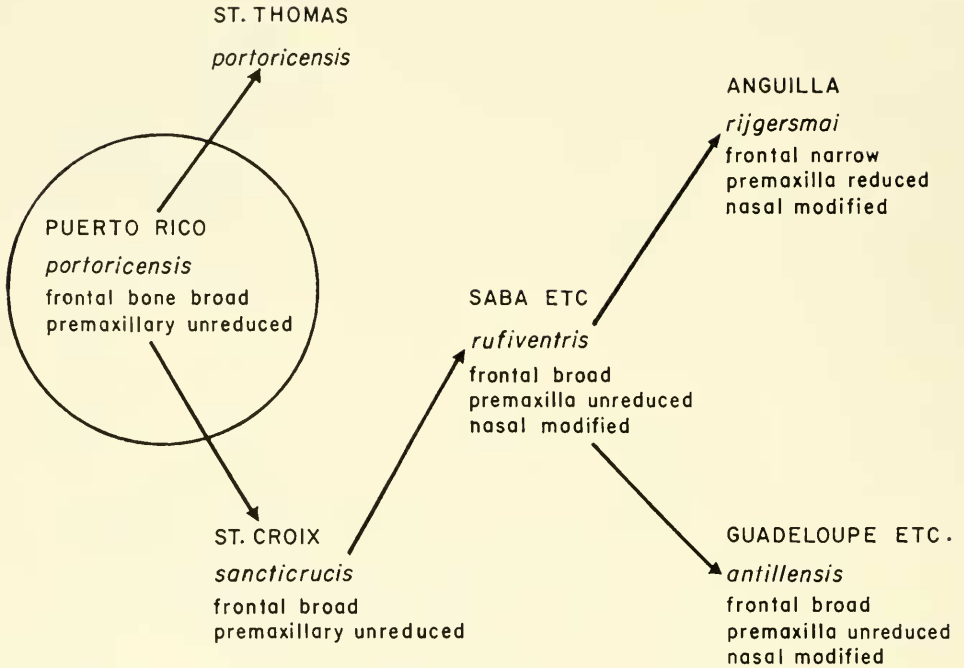 ST. THOMAS
portoricensis
PUERTO RICO
portoricensis
frontal bone broad
premaxillary unreduced
ST. CROIX
sancticrucis
frontal broad
premaxillary unreduced
SABA ETC
rufiventris
frontal broad
premaxilla unreduced
nasal modified
ANGUILLA
rijgersmai
frontal narrow
premaxilla reduced
nasal modified
GUADELOUPE ETC.
antillensis
frontal broad
premaxilla unreduced
nasal modified